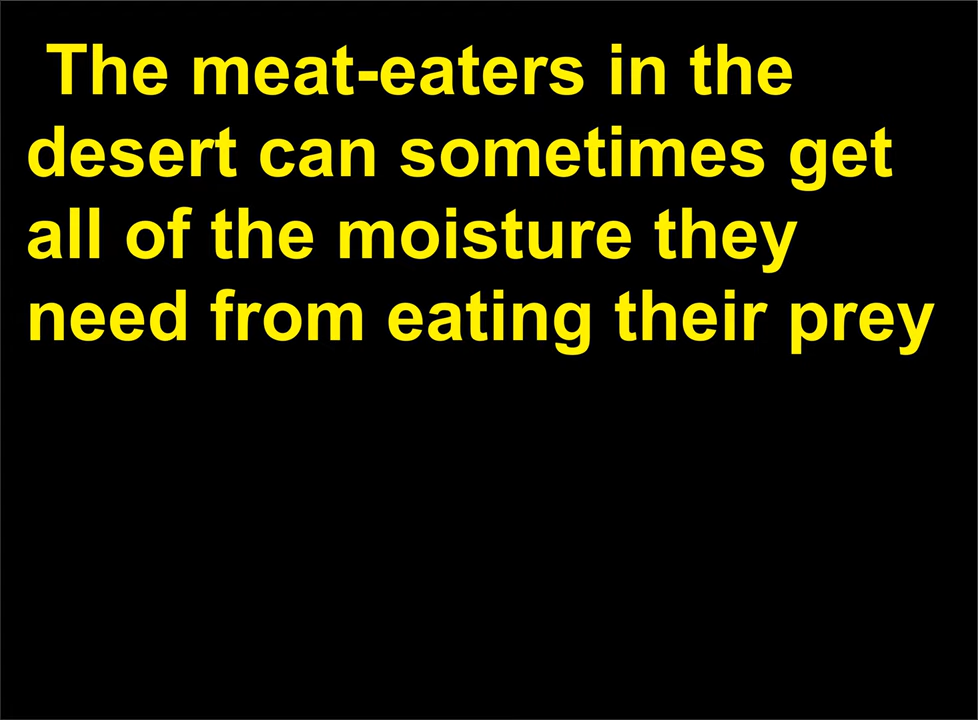 The meat-eaters in the
desert can sometimes get
all of the moisture they
need from eating their prey